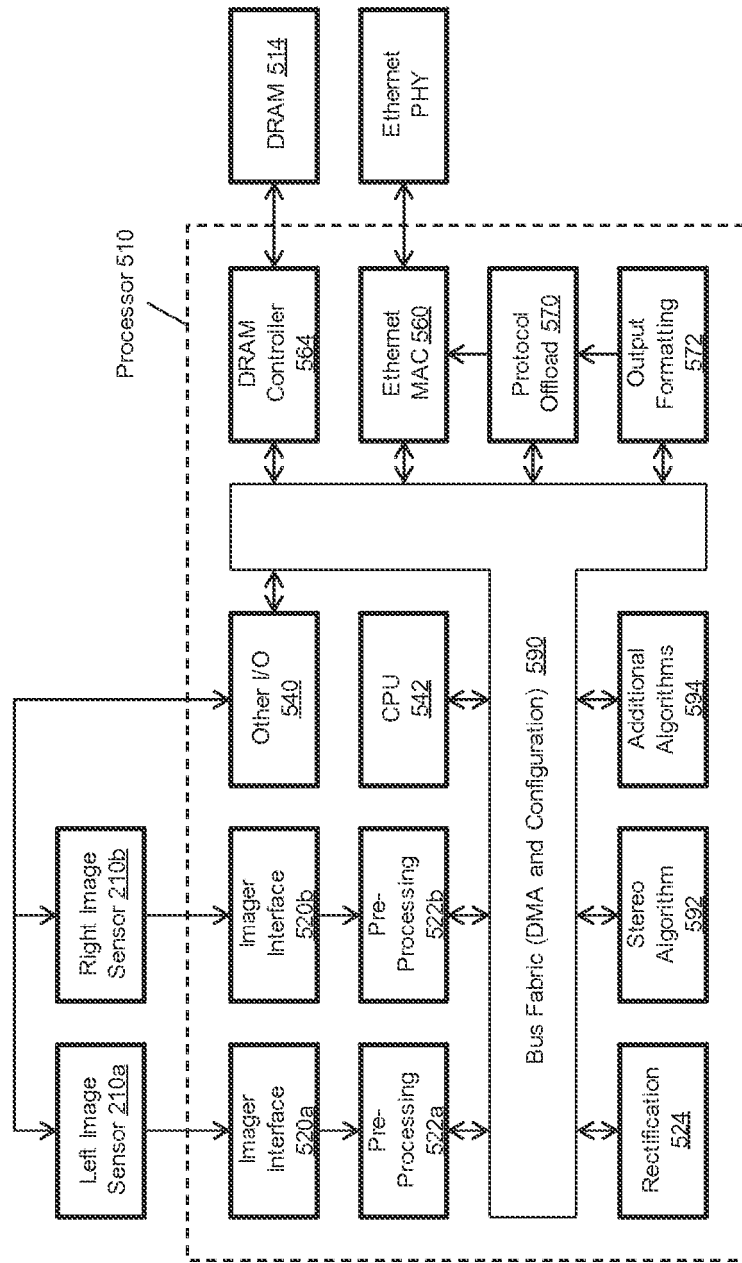 Left Image
Sensor 210a
Right Image
Sensor 210b
Processor 510
Imager
Interface
520a
Imager
Interface
520b
Other I/O
540
DRAM
Controller
564
DRAM 514
Pre-
Processing
522a
Pre-
Processing
522b
CPU
542
Ethernet
MAC 560
Ethernet
PHY
Bus Fabric (DMA and Configuration) 590
Protocol
Offload 570
Rectification
524
Stereo
Algorithm
592
Additional
Algorithms
594
Output
Formatting
572